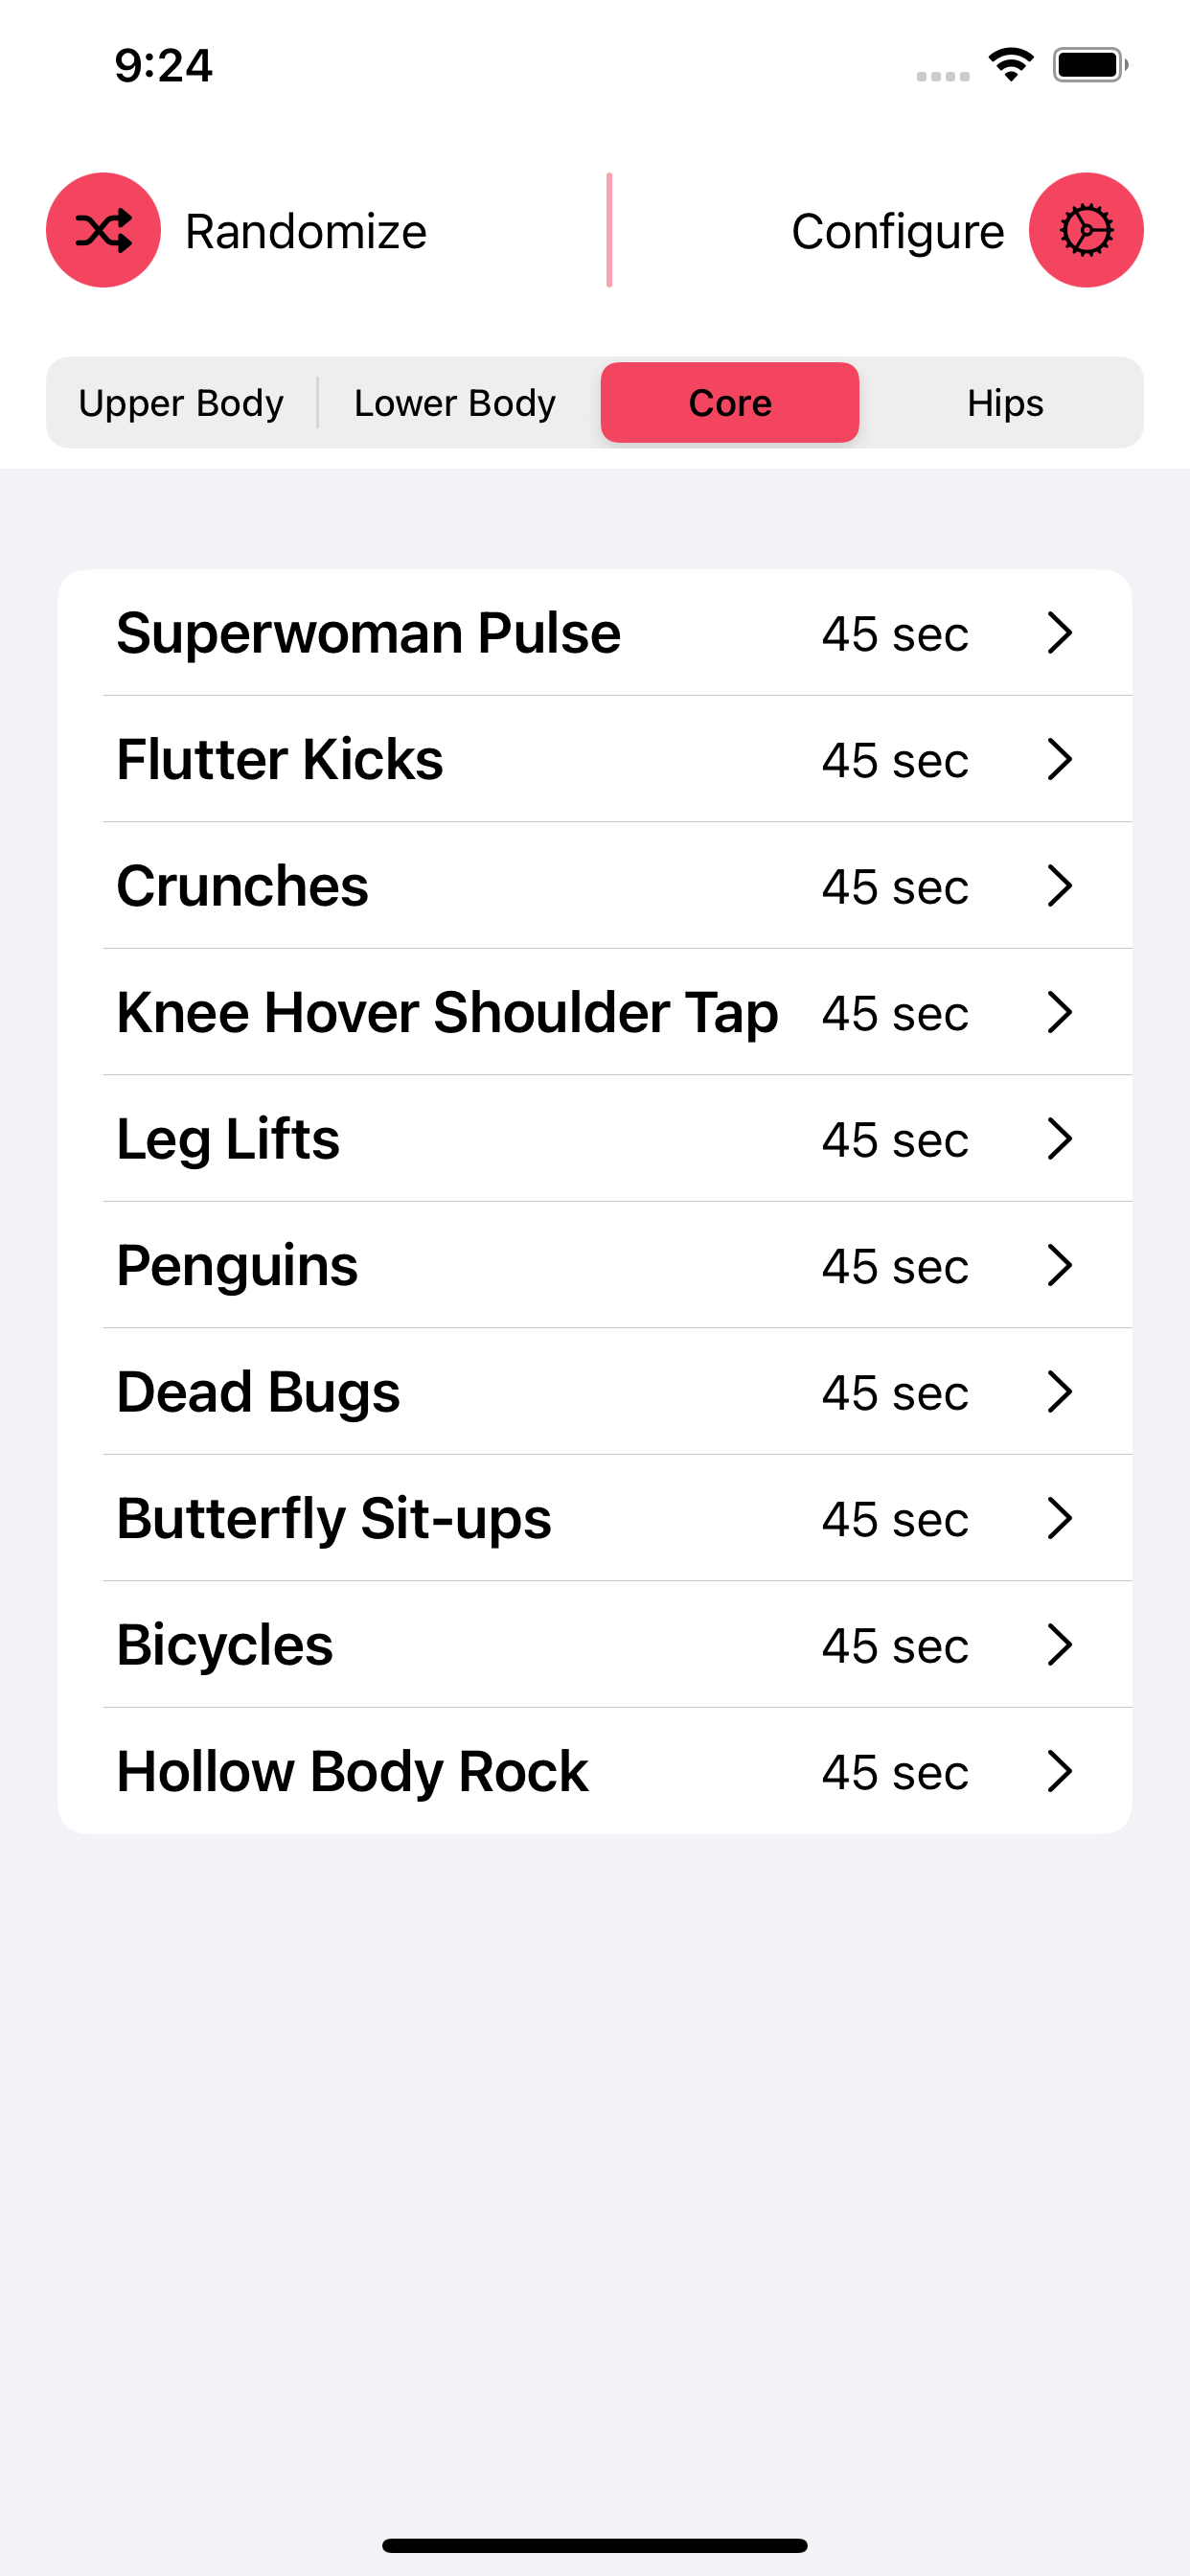 9:24
Randomize
Configure
Upper Body
Lower Body
Core
Hips
Superwoman Pulse 45 sec
Flutter Kicks 45 sec
Crunches 45 sec
Knee Hover Shoulder Tap 45 sec
Leg Lifts 45 sec
Penguins 45 sec
Dead Bugs 45 sec
Butterfly Sit-ups 45 sec
Bicycles 45 sec
Hollow Body Rock 45 sec